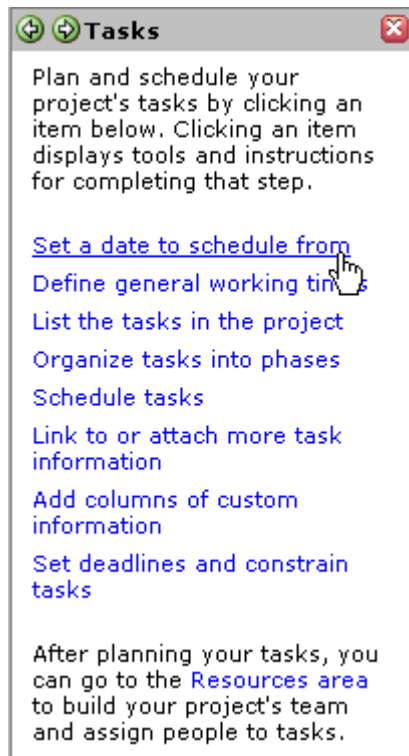 Tasks
Plan and schedule your
project's tasks by clicking an
item below. Clicking an item
displays tools and instructions
for completing that step.
Set a date to schedule from
Define general working times
List the tasks in the project
Organize tasks into phases
Schedule tasks
Link to or attach more task
information
Add columns of custom
information
Set deadlines and constrain
tasks
After planning your tasks, you
can go to the Resources area
to build your project's team
and assign people to tasks.